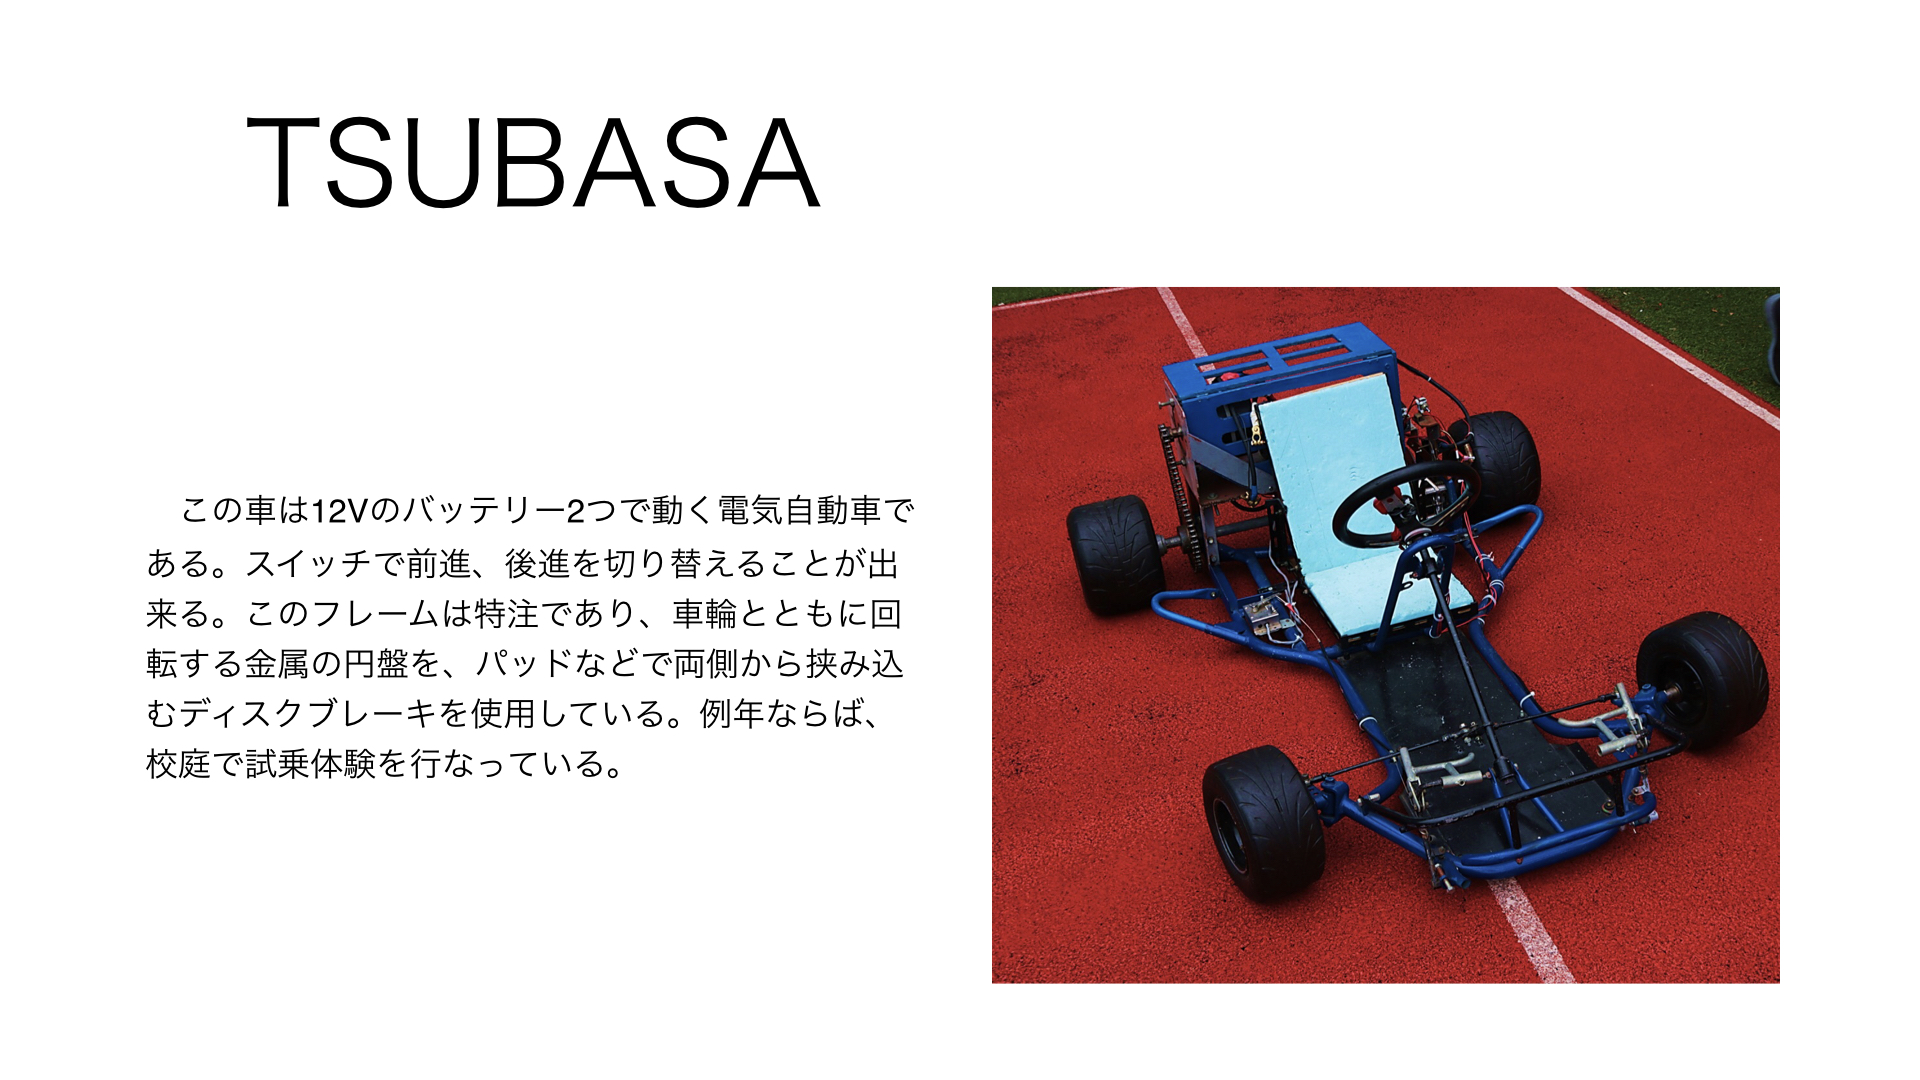 TSUBASA
この車は12Vのバッテリー2つで動く電気自動車で
ある。スイッチで前進、後進を切り替えることが出
来る。このフレームは特注であり、車輪とともに回
転する金属の円盤を、パッドなどで両側から挟み込
むディスクブレーキを使用している。例年ならば、
校庭で試乗体験を行なっている。